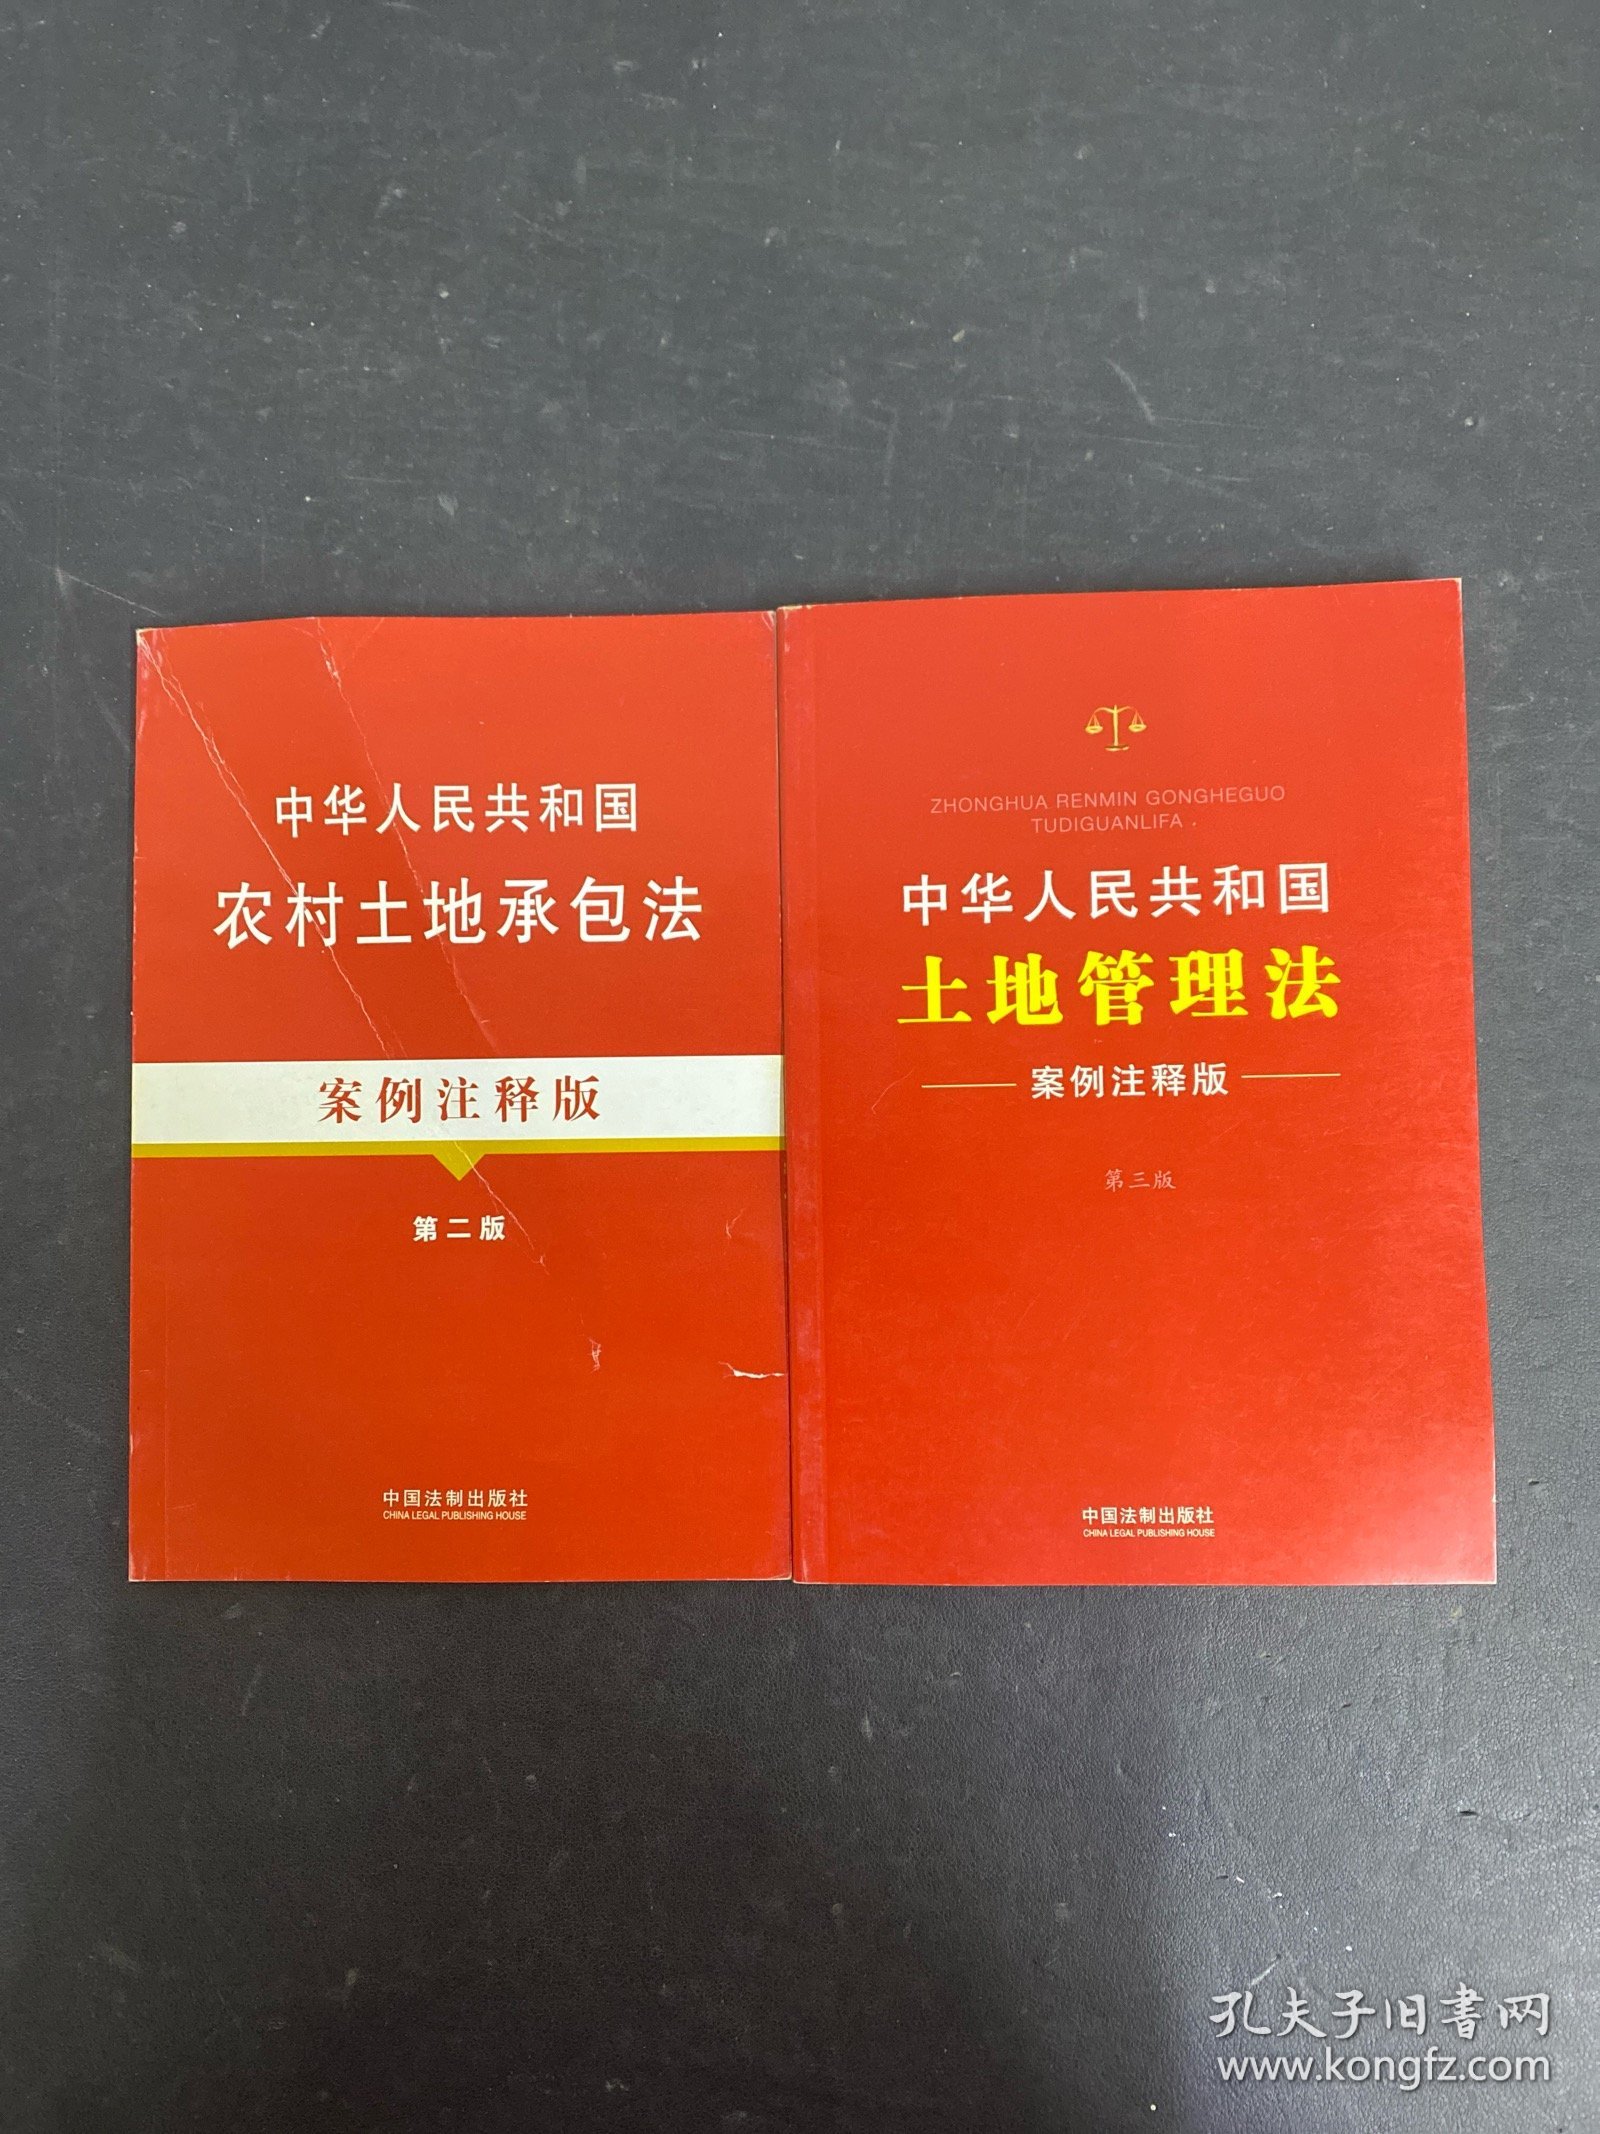 中华人民共和国
农村土地承包法
案例注释版
第二版
中国法制出版社
CHINA LEGAL PUBLISHING HOUSE
ZHONGHUA RENMIN GONGHEGUO
TUDIGUANLIFA
中华人民共和国
土地管理法
案例注释版
第三版
中国法制出版社
CHINA LEGAL PUBLISHING HOUSE
孔夫子旧书网
www.kongfz.com